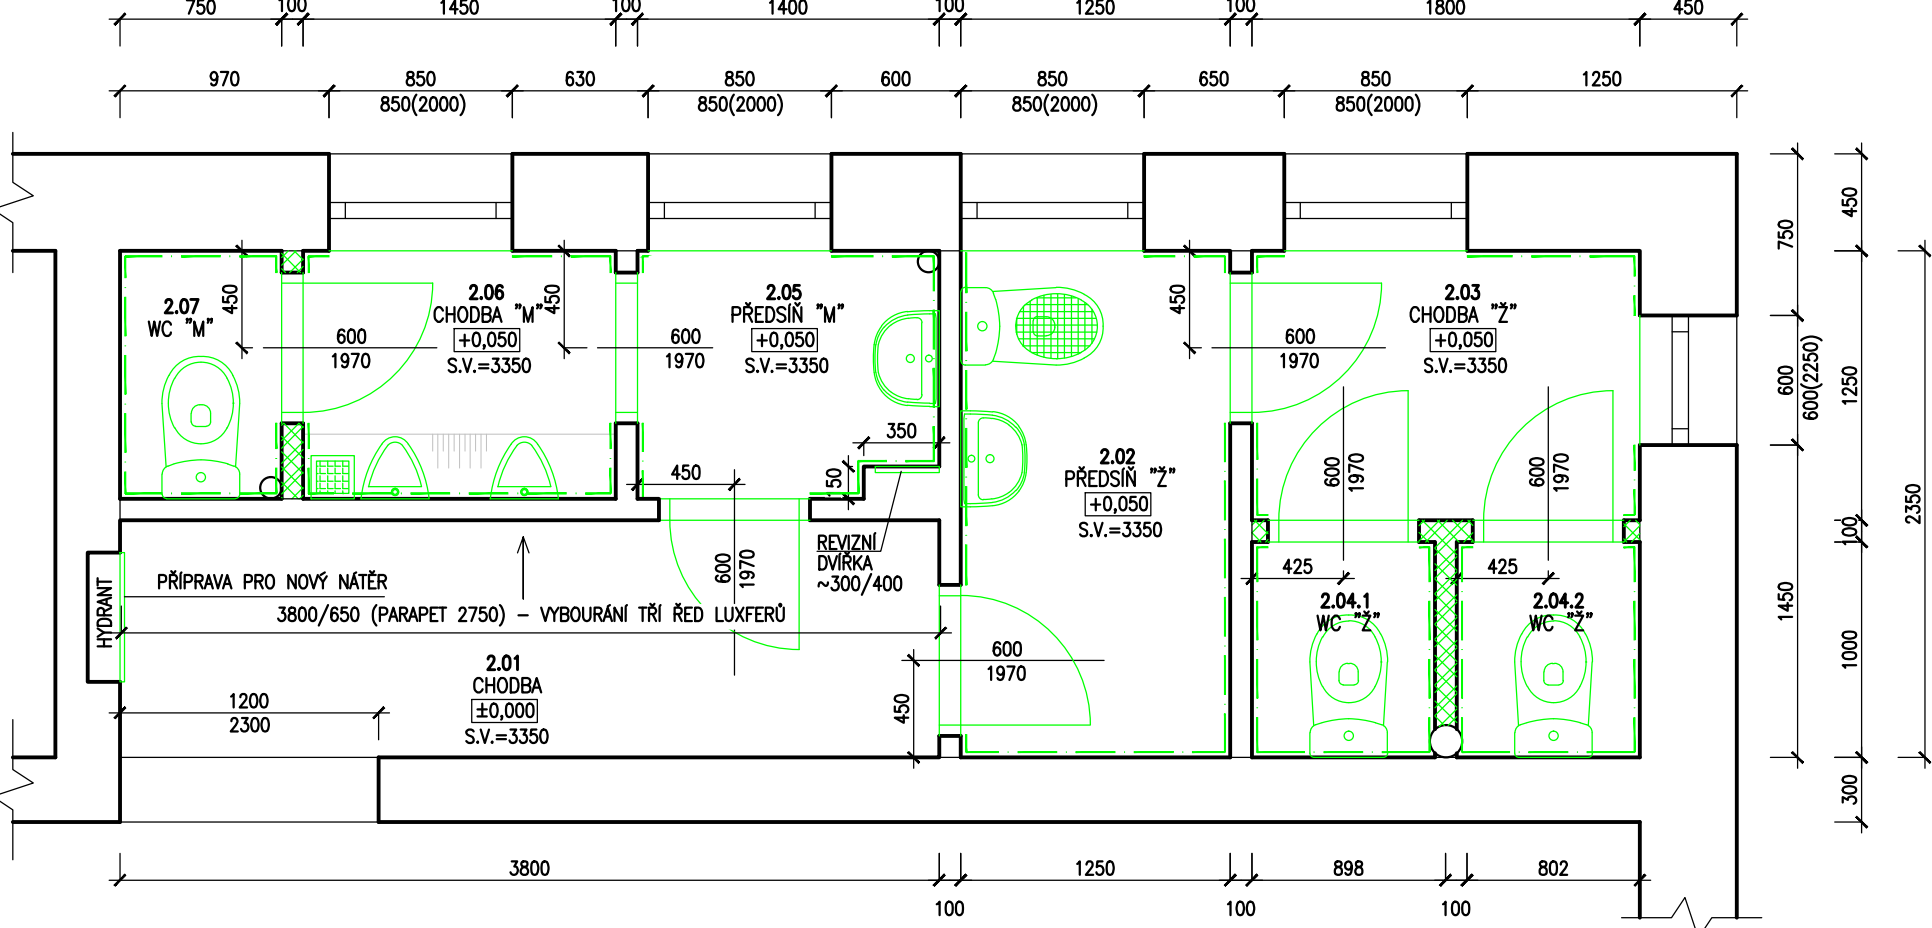 750 100 1450 100 1400 100 1250 100 1800 450
970 850 630 850 600 850 650 850 1250
850(2000) 850(2000) 850(2000) 850(2000)
450
750
2.07
WC "M"
450
2.06
CHODBA "M"
+0,050
S.V.=3350
600
1970
450
2.05
PŘEDSÍŇ "M"
+0,050
S.V.=3350
600
1970
450
2.03
CHODBA "Ž"
+0,050
S.V.=3350
600
1970
600
600(2250)
1250
350
450
50
2.02
PŘEDSÍŇ "Ž"
+0,050
S.V.=3350
600
1970
600
1970
2350
100
REVIZNÍ
DVÍŘKA
~300/400
600
1970
425
425
HYDRANT
PŘÍPRAVA PRO NOVÝ NÁTĚR
3800/650 (PARAPET 2750) – VYBOURÁNÍ TŘÍ ŘED LUXFERŮ
2.04.1
WC "Ž"
2.04.2
WC "Ž"
1450
1000
2.01
CHODBA
±0,000
S.V.=3350
600
1970
450
1200
2300
300
3800 1250 898 802
100 100 100